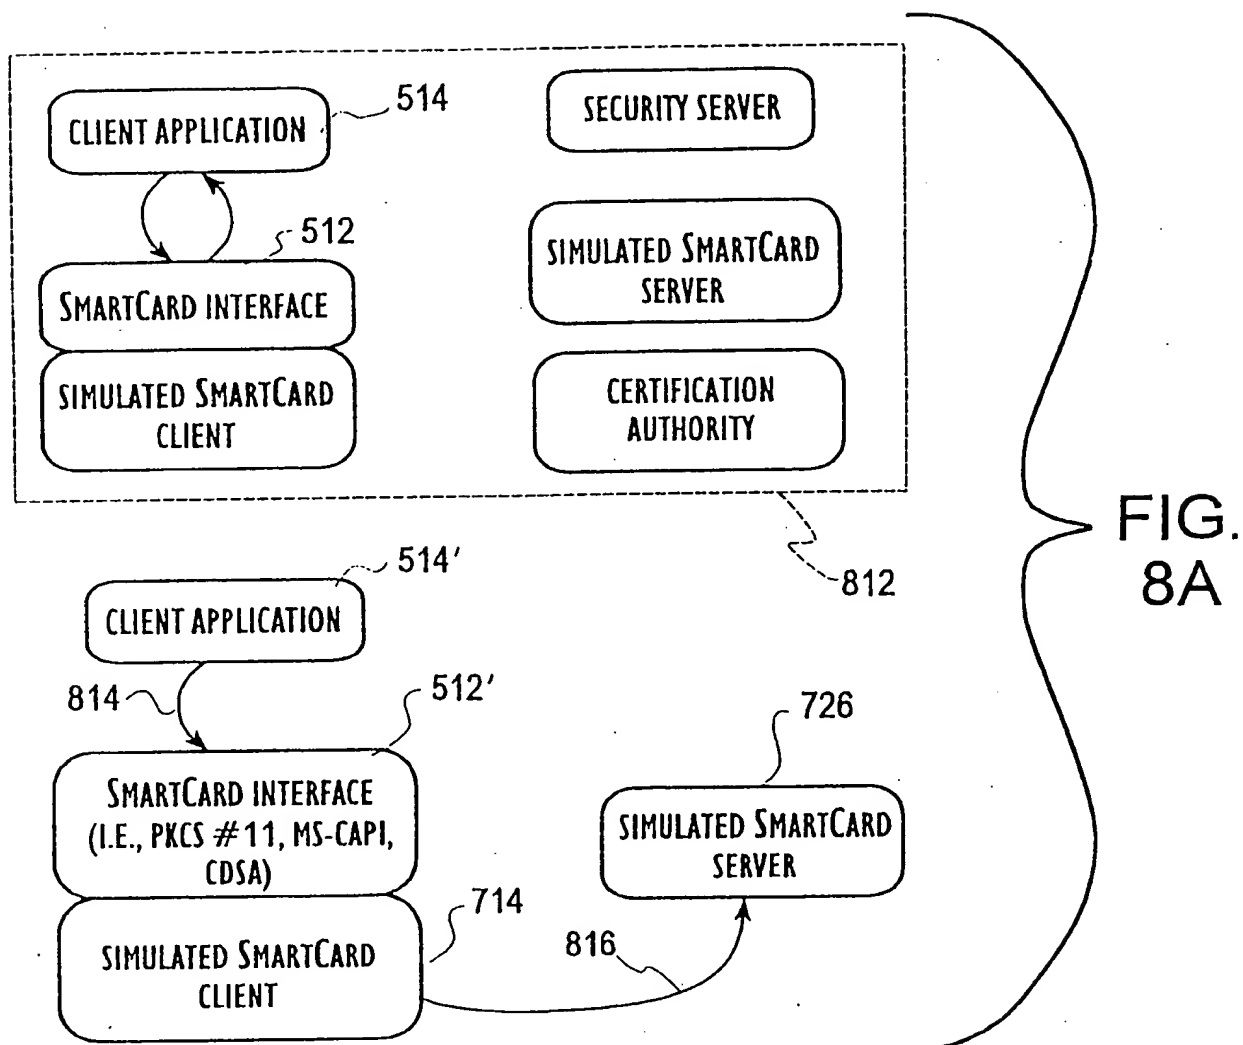 CLIENT APPLICATION
514
SECURITY SERVER
512
SMARTCARD INTERFACE
SIMULATED SMARTCARD
SERVER
SIMULATED SMARTCARD
CLIENT
CERTIFICATION
AUTHORITY
812
FIG.
8A
514′
CLIENT APPLICATION
814
512′
SMARTCARD INTERFACE
(I.E., PKCS #11, MS-CAPI,
CDSA)
726
SIMULATED SMARTCARD
SERVER
714
SIMULATED SMARTCARD
CLIENT
816